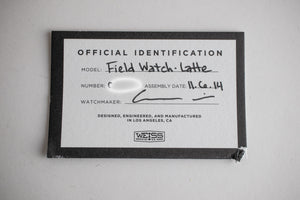 OFFICIAL IDENTIFICATION
MODEL: Field Watch · Latte
NUMBER: ASSEMBLY DATE: 11.6.14
WATCHMAKER:
DESIGNED, ENGINEERED, AND MANUFACTURED
IN LOS ANGELES, CA
WEISS